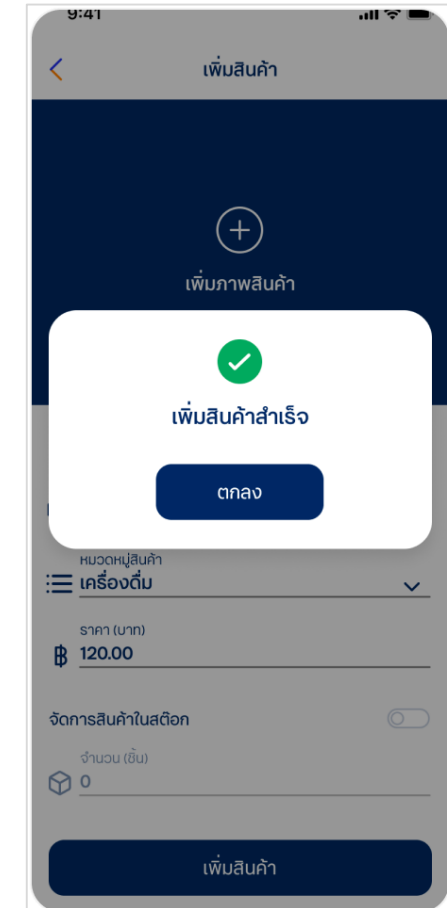 9:41
เพิ่มสินค้า
เพิ่มภาพสินค้า
เพิ่มสินค้าสำเร็จ
ตกลง
หมวดหมู่สินค้า
เครื่องดื่ม
ราคา (บาท)
฿ 120.00
จัดการสินค้าในสต๊อก
จำนวน (ชิ้น)
0
เพิ่มสินค้า